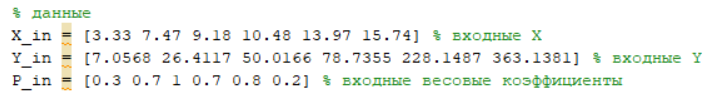 % данные
X_in = [3.33 7.47 9.18 10.48 13.97 15.74] % входные X
Y_in = [7.0568 26.4117 50.0166 78.7355 228.1487 363.1381] % входные Y
P_in = [0.3 0.7 1 0.7 0.8 0.2] % входные весовые коэффициенты